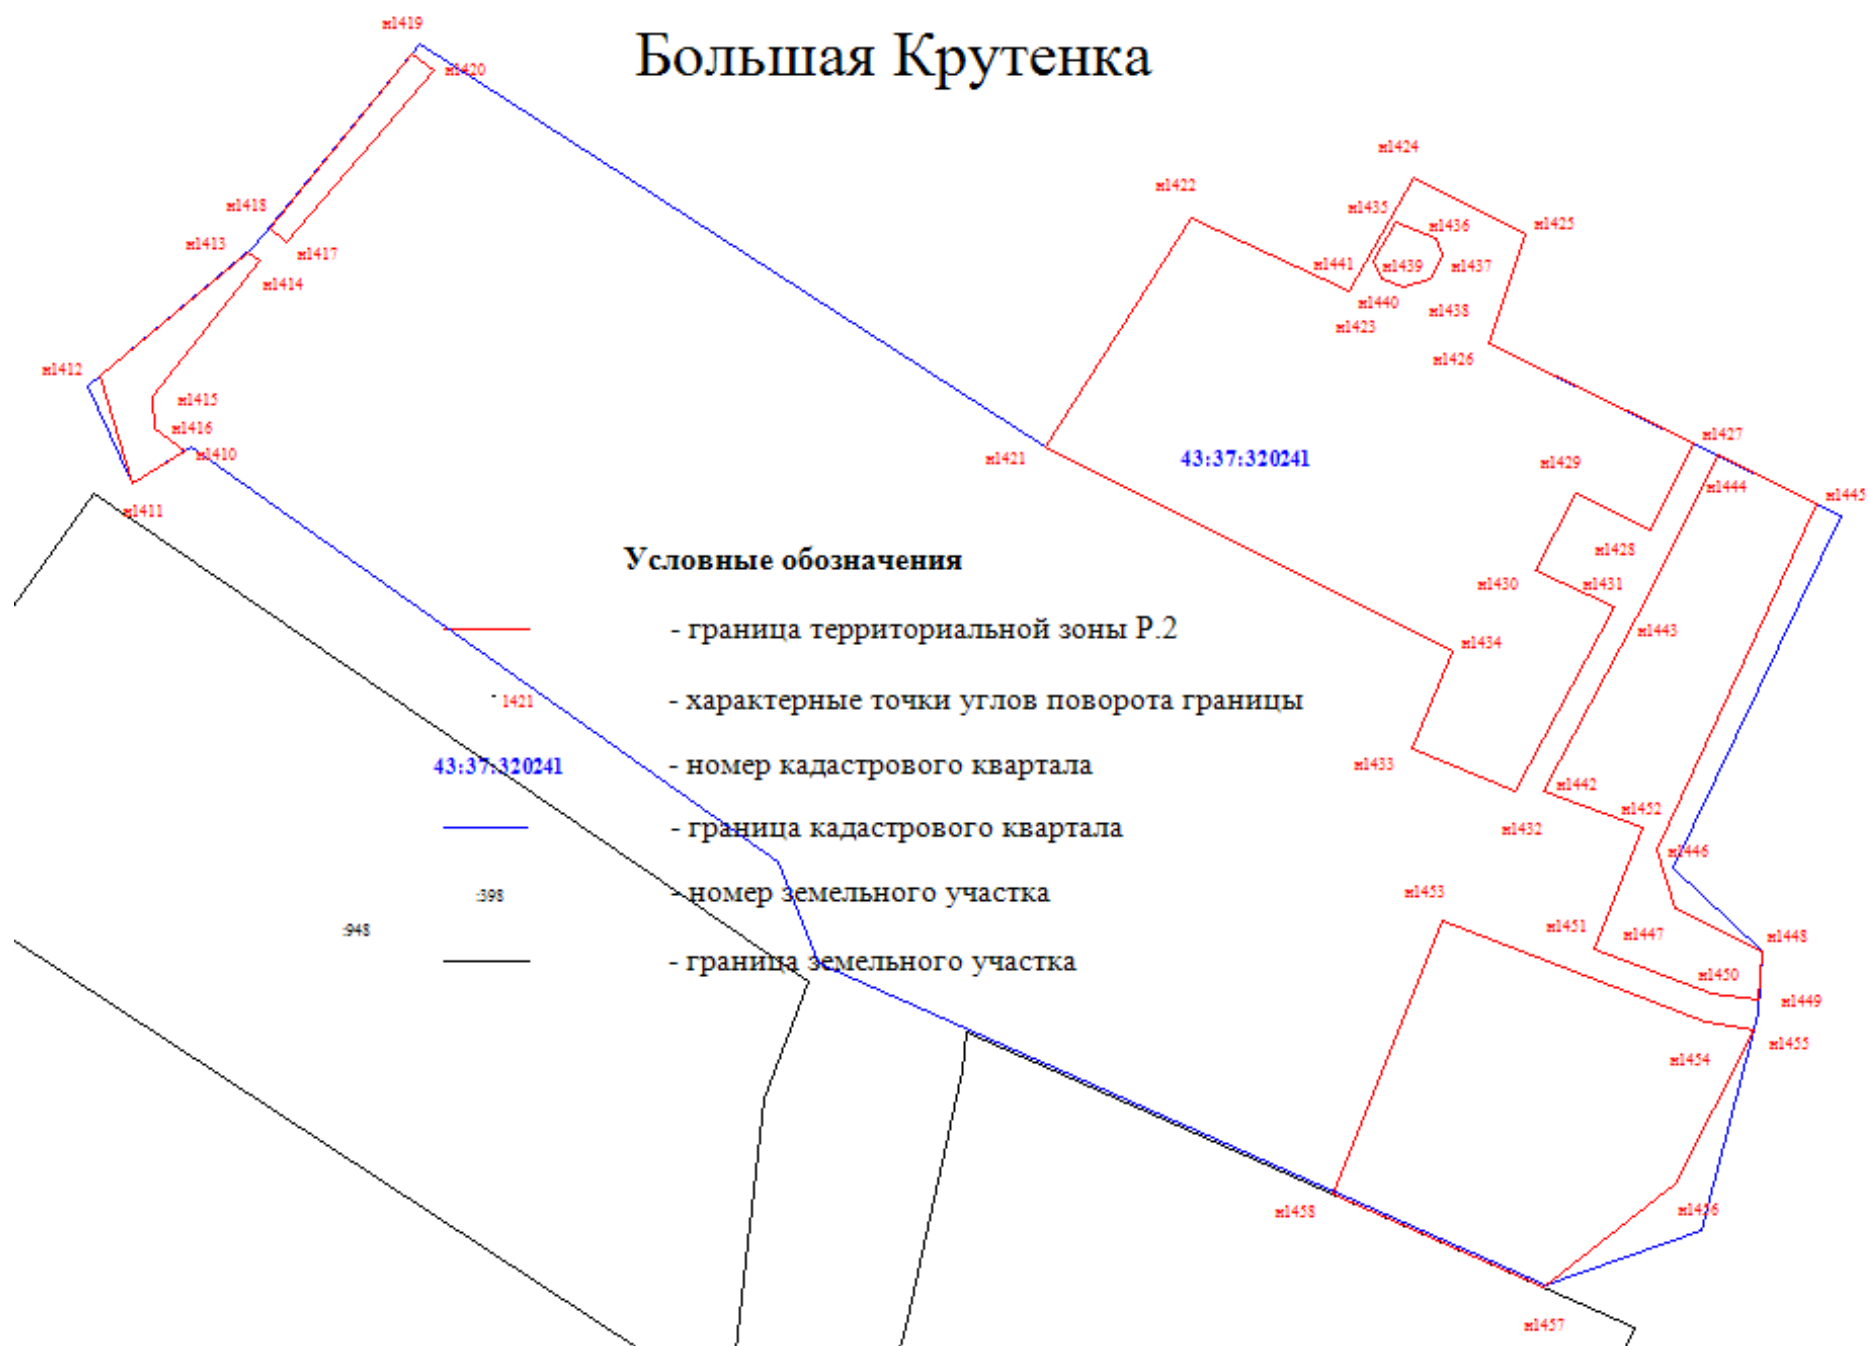 н1419
Большая Крутенка
н1420
н1424
н1422
н1418
н1435
н1436
н1425
н1413
н1417
н1441
н1439
н1437
н1414
н1440
н1438
н1423
н1426
н1412
н1415
н1416
н1410
н1421
43:37:320241
н1427
н1429
н1444
н1445
н1411
Условные обозначения
н1428
н1430
н1431
- граница территориальной зоны Р.2
н1443
н1434
1421
- характерные точки углов поворота границы
43:37:320241
- номер кадастрового квартала
н1433
н1442
н1452
н1432
- граница кадастрового квартала
н1446
:398
- номер земельного участка
н1453
:948
н1451
н1447
н1448
- граница земельного участка
н1450
н1449
н1454
н1455
н1458
н1456
н1457